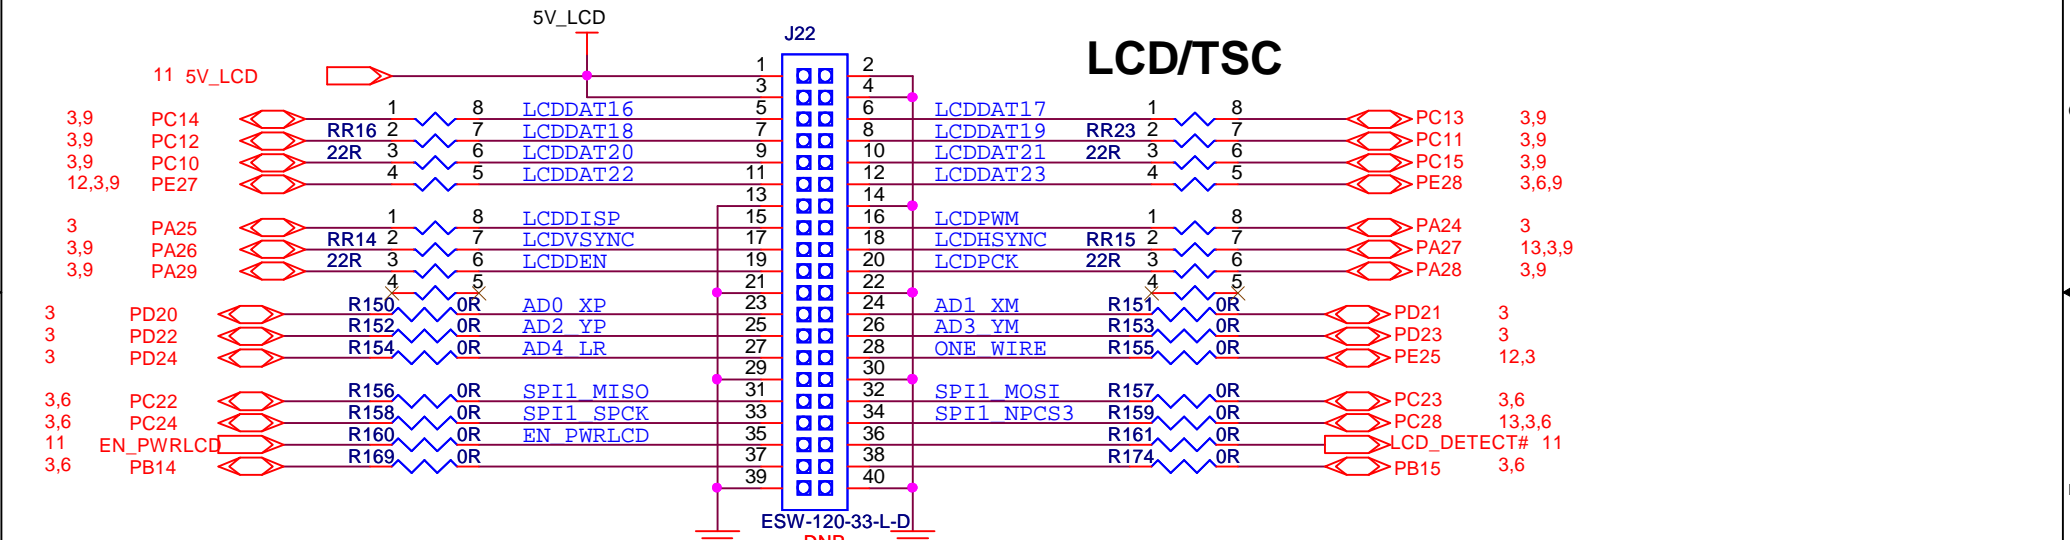 5V_LCD
J22
LCD/TSC
11 5V_LCD 1 2
3 4
3,9 PC14 1 8 LCDDAT16 5 6 LCDDAT17 1 8 PC13 3,9
3,9 PC12 RR16 2 7 LCDDAT18 7 8 LCDDAT19 RR23 2 7 PC11 3,9
3,9 PC10 22R 3 6 LCDDAT20 9 10 LCDDAT21 22R 3 6 PC15 3,9
12,3,9 PE27 4 5 LCDDAT22 11 12 LCDDAT23 4 5 PE28 3,6,9
13 14
3 PA25 1 8 LCDDISP 15 16 LCDPWM 1 8 PA24 3
3,9 PA26 RR14 2 7 LCDVSYNC 17 18 LCDHSYNC RR15 2 7 PA27 13,3,9
3,9 PA29 22R 3 6 LCDDEN 19 20 LCDPCK 22R 3 6 PA28 3,9
4 5 21 22 4 5
3 PD20 R150 0R AD0_XP 23 24 AD1_XM R151 0R PD21 3
3 PD22 R152 0R AD2_YP 25 26 AD3_YM R153 0R PD23 3
3 PD24 R154 0R AD4_LR 27 28 ONE_WIRE R155 0R PE25 12,3
29 30
3,6 PC22 R156 0R SPI1_MISO 31 32 SPI1_MOSI R157 0R PC23 3,6
3,6 PC24 R158 0R SPI1_SPCK 33 34 SPI1_NPCS3 R159 0R PC28 13,3,6
11 EN_PWRLCD R160 0R EN_PWRLCD 35 36 R161 0R LCD_DETECT# 11
3,6 PB14 R169 0R 37 38 R174 0R PB15 3,6
39 40
ESW-120-33-L-D
DNP